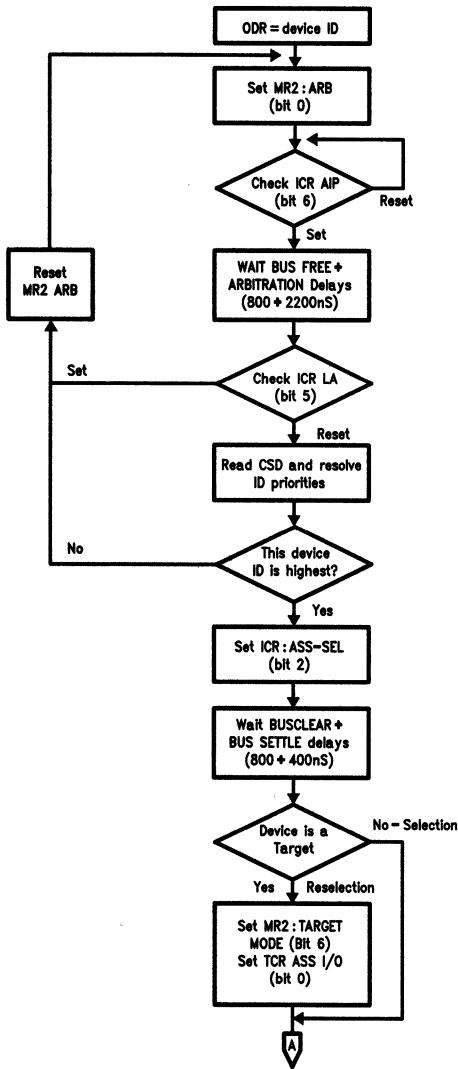 ODR = device ID
Set MR2 : ARB
(bit 0)
Check ICR AIP
(bit 6)
Reset
Set
WAIT BUS FREE +
ARBITRATION Delays
(800 + 2200nS)
Reset
MR2 ARB
Check ICR LA
(bit 5)
Set
Reset
Read CSD and resolve
ID priorities
This device
ID is highest?
No
Yes
Set ICR : ASS-SEL
(bit 2)
Wait BUSCLEAR +
BUS SETTLE delays
(800 + 400nS)
Device is a
Target
No - Selection
Yes
Reselection
Set MR2 : TARGET
MODE (Bit 6)
Set TCR ASS I/O
(bit 0)
A